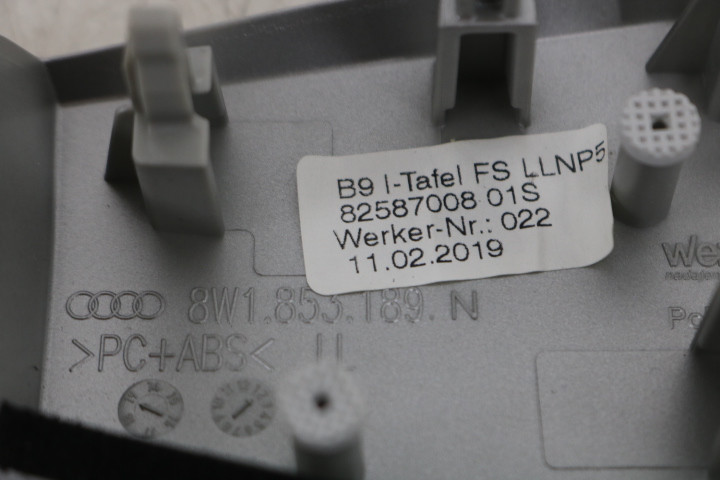 B9 I-Tafel FS LLNP5
82587008 01S
Werker-Nr.: 022
11.02.2019
8W1.853.189. N
>PC+ABS<